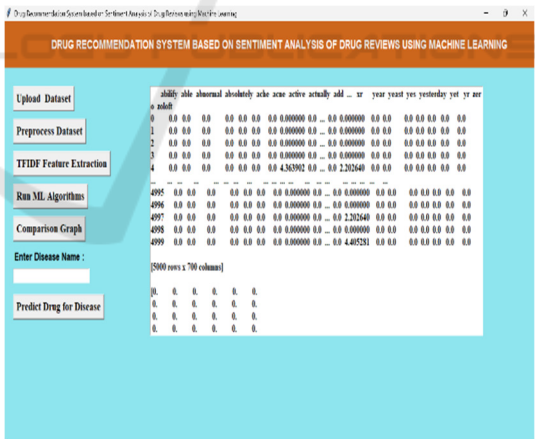 Drug Recommendation System based on Sentiment Analysis of Drug Reviews using Machine Learning
DRUG RECOMMENDATION SYSTEM BASED ON SENTIMENT ANALYSIS OF DRUG REVIEWS USING MACHINE LEARNING
Upload Dataset
Preprocess Dataset
TFIDF Feature Extraction
Run ML Algorithms
Comparison Graph
Enter Disease Name :
Predict Drug for Disease
abilify able abnormal absolutely ache acne active actually add ... xr year yeast yes yesterday yet yr zer
o zoloft
0 0.0 0.0 0.0 0.0 0.0 0.0 0.0 0.000000 0.0 ... 0.0 0.000000 0.0 0.0 0.0 0.0 0.0 0.0 0.0
1 0.0 0.0 0.0 0.0 0.0 0.0 0.0 0.000000 0.0 ... 0.0 0.000000 0.0 0.0 0.0 0.0 0.0 0.0 0.0
2 0.0 0.0 0.0 0.0 0.0 0.0 0.0 0.000000 0.0 ... 0.0 0.000000 0.0 0.0 0.0 0.0 0.0 0.0 0.0
3 0.0 0.0 0.0 0.0 0.0 0.0 0.0 0.000000 0.0 ... 0.0 0.000000 0.0 0.0 0.0 0.0 0.0 0.0 0.0
4 0.0 0.0 0.0 0.0 0.0 0.0 0.0 4.363902 0.0 ... 0.0 2.202640 0.0 0.0 0.0 0.0 0.0 0.0 0.0
... ... ... ... ... ... ... ... ... ... ... ... ... ... ... ...
4995 0.0 0.0 0.0 0.0 0.0 0.0 0.0 0.000000 0.0 ... 0.0 0.000000 0.0 0.0 0.0 0.0 0.0 0.0 0.0
4996 0.0 0.0 0.0 0.0 0.0 0.0 0.0 0.000000 0.0 ... 0.0 0.000000 0.0 0.0 0.0 0.0 0.0 0.0 0.0
4997 0.0 0.0 0.0 0.0 0.0 0.0 0.0 0.000000 0.0 ... 0.0 2.202640 0.0 0.0 0.0 0.0 0.0 0.0 0.0
4998 0.0 0.0 0.0 0.0 0.0 0.0 0.0 0.000000 0.0 ... 0.0 0.000000 0.0 0.0 0.0 0.0 0.0 0.0 0.0
4999 0.0 0.0 0.0 0.0 0.0 0.0 0.0 0.000000 0.0 ... 0.0 4.405281 0.0 0.0 0.0 0.0 0.0 0.0 0.0
[5000 rows x 700 columns]
[0. 0. 0. 0. 0. 0.
0. 0. 0. 0. 0. 0.
0. 0. 0. 0. 0. 0.
0. 0. 0. 0. 0. 0.